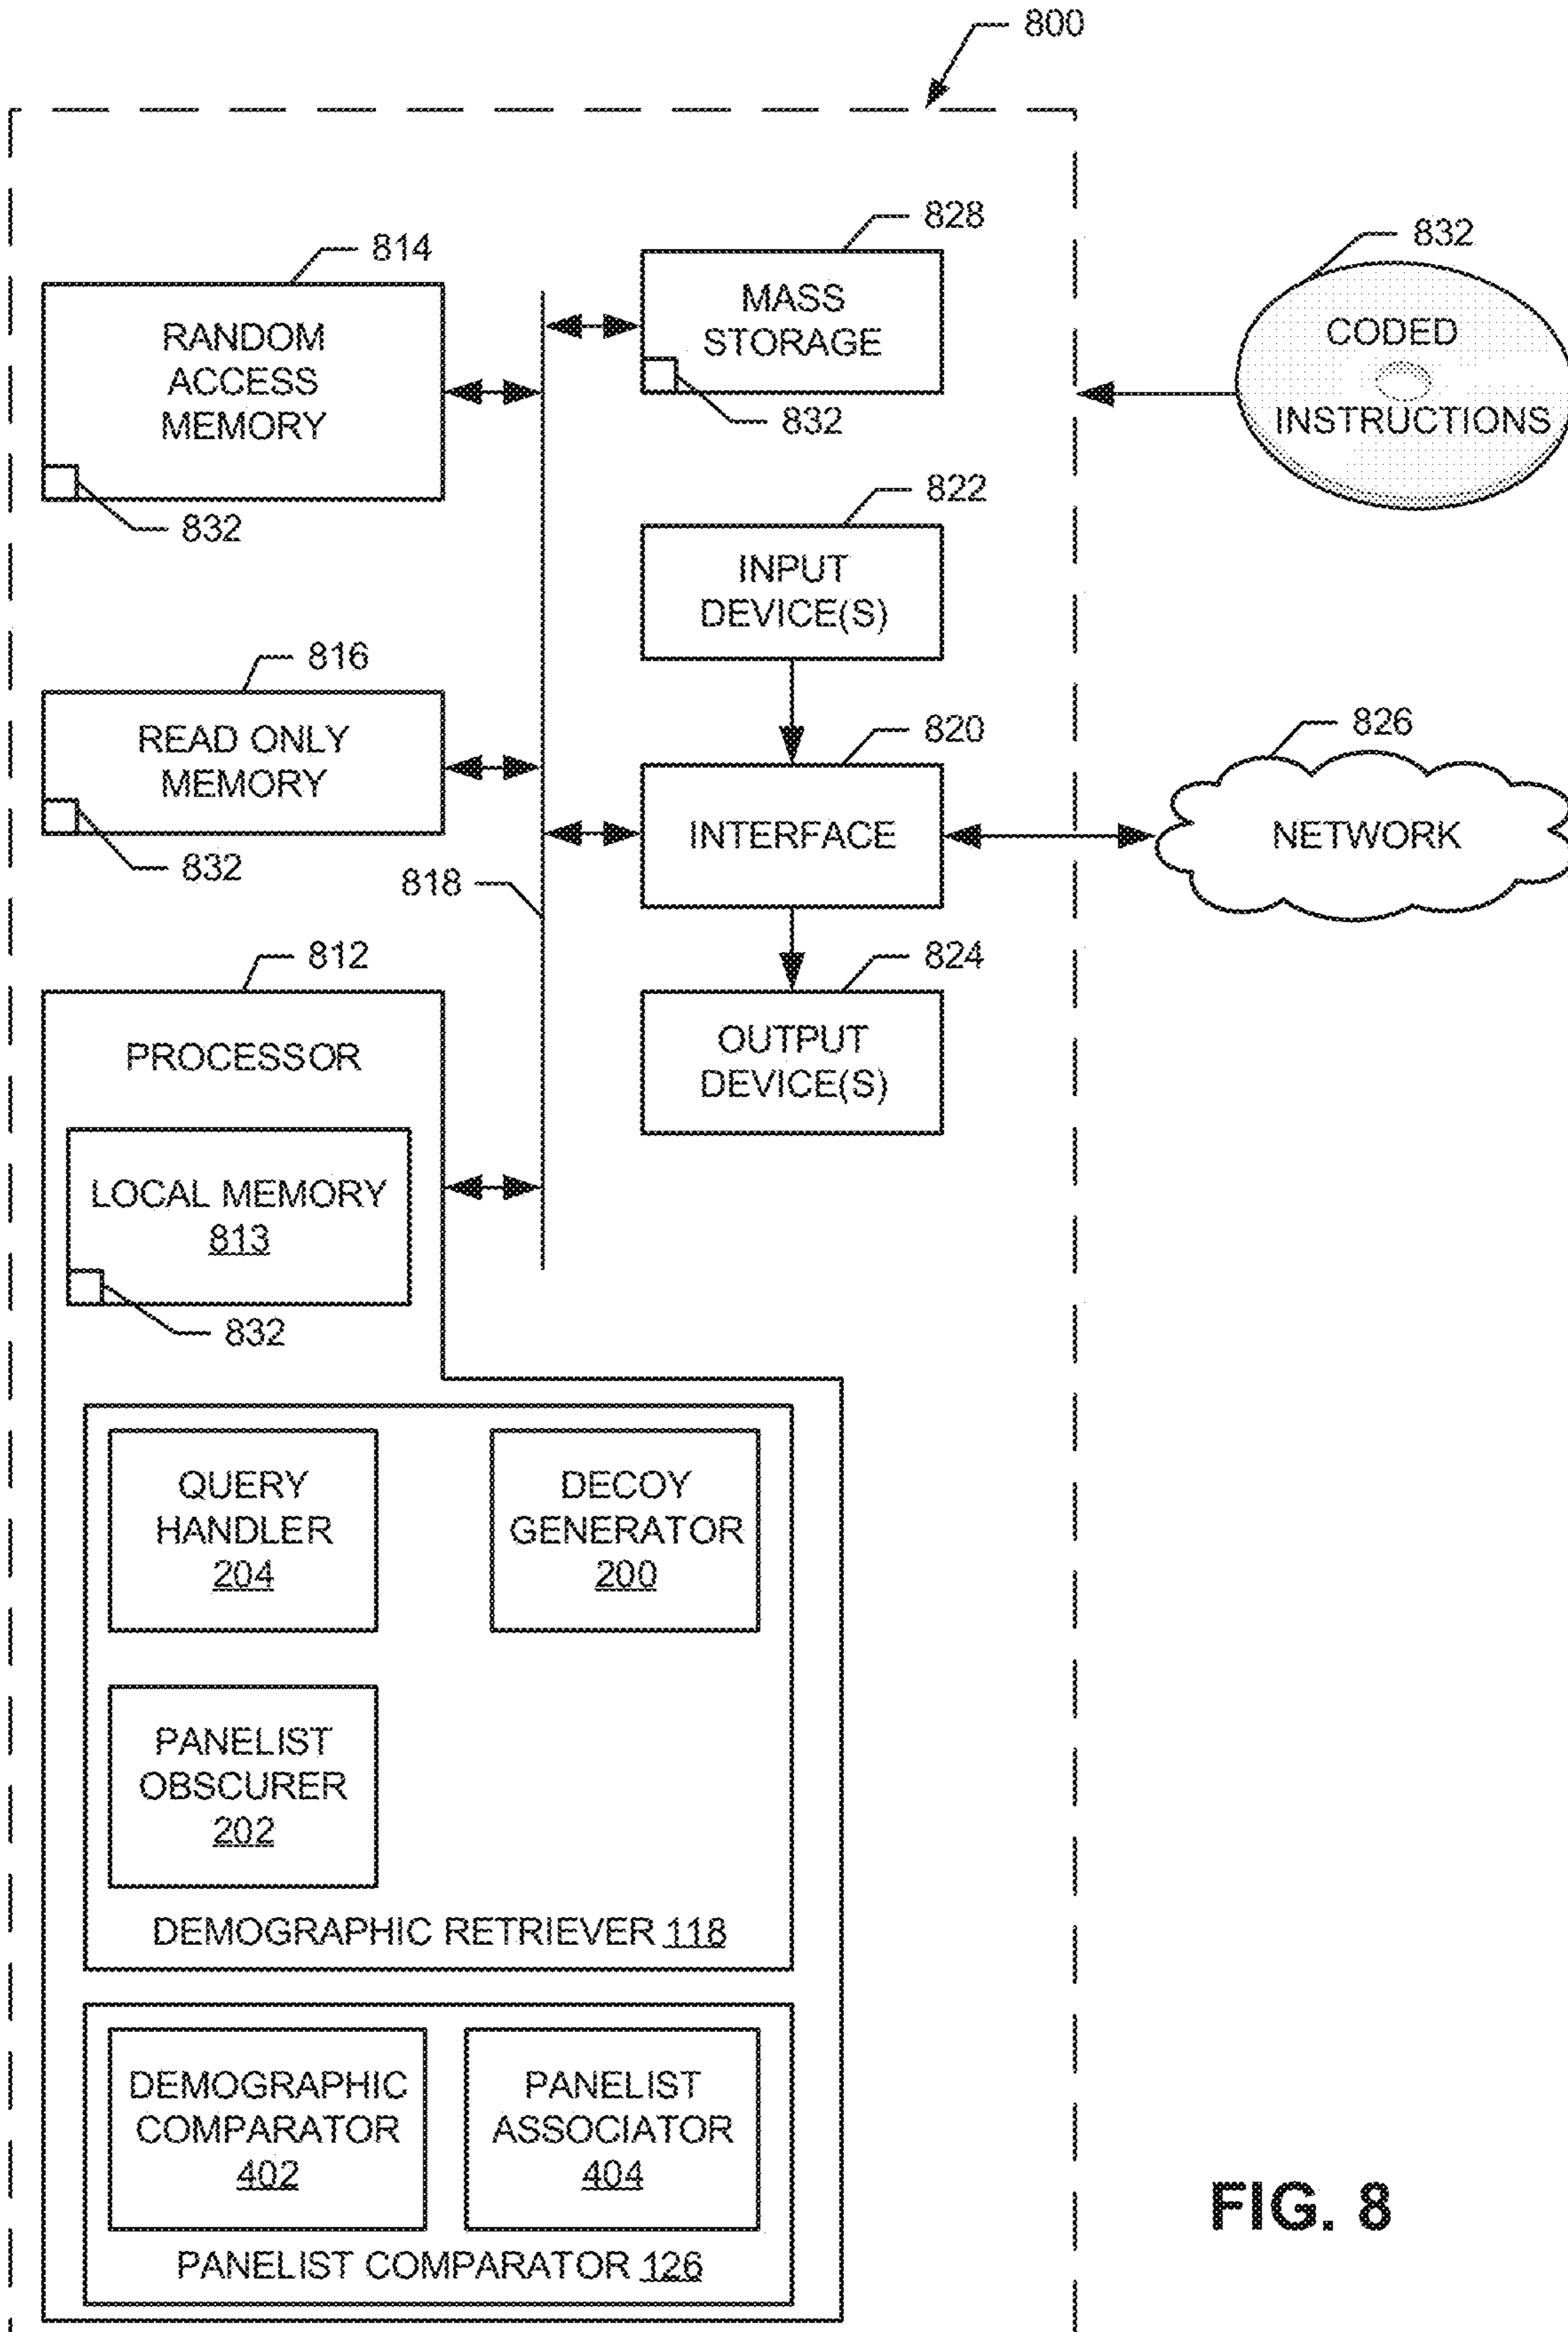 800
814
RANDOM
ACCESS
MEMORY
832
828
MASS
STORAGE
832
832
CODED
INSTRUCTIONS
822
INPUT
DEVICE(S)
816
READ ONLY
MEMORY
832
820
INTERFACE
826
NETWORK
818
812
PROCESSOR
824
OUTPUT
DEVICE(S)
LOCAL MEMORY
813
832
QUERY
HANDLER
204
DECOY
GENERATOR
200
PANELIST
OBSCURER
202
DEMOGRAPHIC RETRIEVER 118
DEMOGRAPHIC
COMPARATOR
402
PANELIST
ASSOCIATOR
404
PANELIST COMPARATOR 126
FIG. 8